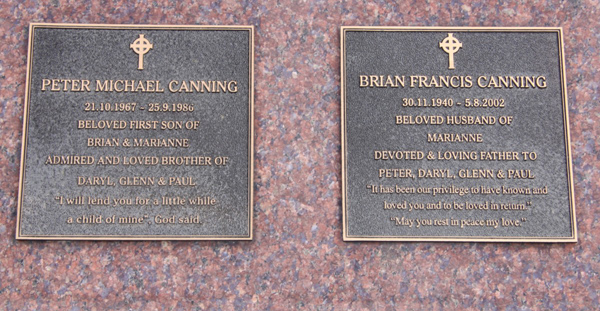 PETER MICHAEL CANNING
21.10.1967 - 25.9.1986
BELOVED FIRST SON OF
BRIAN & MARIANNE
ADMIRED AND LOVED BROTHER OF
DARYL, GLENN & PAUL
"I will lend you for a little while
a child of mine", God said.
BRIAN FRANCIS CANNING
30.11.1940 - 5.8.2002
BELOVED HUSBAND OF
MARIANNE
DEVOTED & LOVING FATHER TO
PETER, DARYL, GLENN & PAUL
"It has been our privilege to have known and
loved you and to be loved in return."
"May you rest in peace my love."